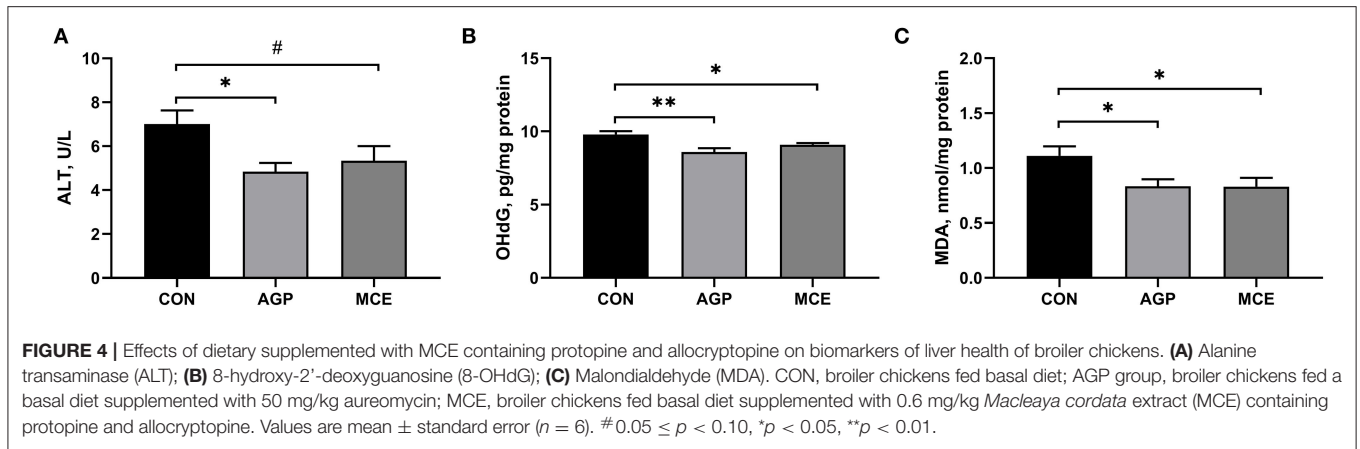 A
#
*
10
8
6
4
2
0
ALT, U/L
CON AGP MCE
B
*
**
15
10
5
0
OHdG, pg/mg protein
CON AGP MCE
C
*
*
2.0
1.5
1.0
0.5
0.0
MDA, nmol/mg protein
CON AGP MCE
FIGURE 4 | Effects of dietary supplemented with MCE containing protopine and allocryptopine on biomarkers of liver health of broiler chickens. (A) Alanine
transaminase (ALT); (B) 8-hydroxy-2'-deoxyguanosine (8-OHdG); (C) Malondialdehyde (MDA). CON, broiler chickens fed basal diet; AGP group, broiler chickens fed a
basal diet supplemented with 50 mg/kg aureomycin; MCE, broiler chickens fed basal diet supplemented with 0.6 mg/kg Macleaya cordata extract (MCE) containing
protopine and allocryptopine. Values are mean ± standard error (n = 6). #0.05 ≤ p < 0.10, *p < 0.05, **p < 0.01.